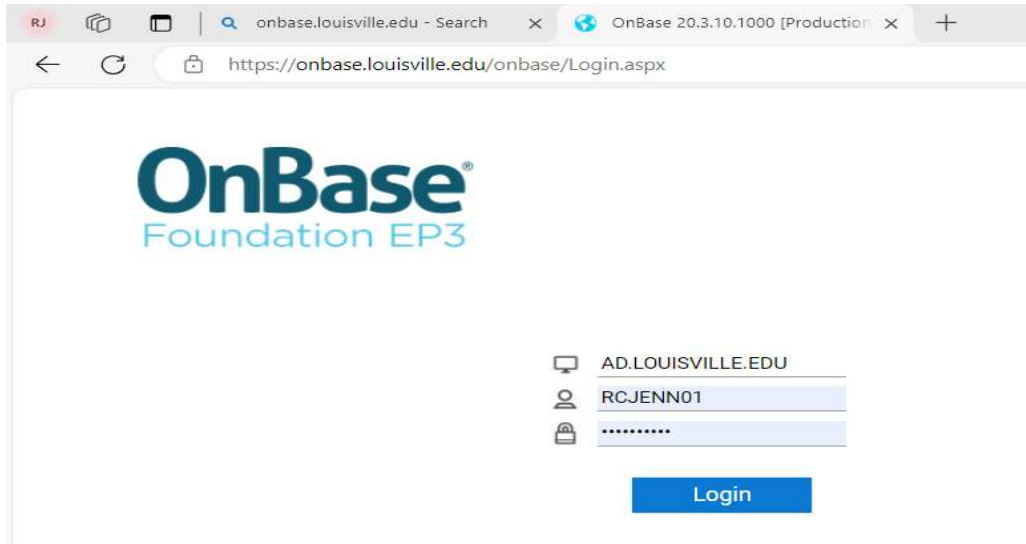 RJ
onbase.louisville.edu - Search
OnBase 20.3.10.1000 [Production
https://onbase.louisville.edu/onbase/Login.aspx
OnBase®
Foundation EP3
AD.LOUISVILLE.EDU
RCJENN01
••••••••••
Login